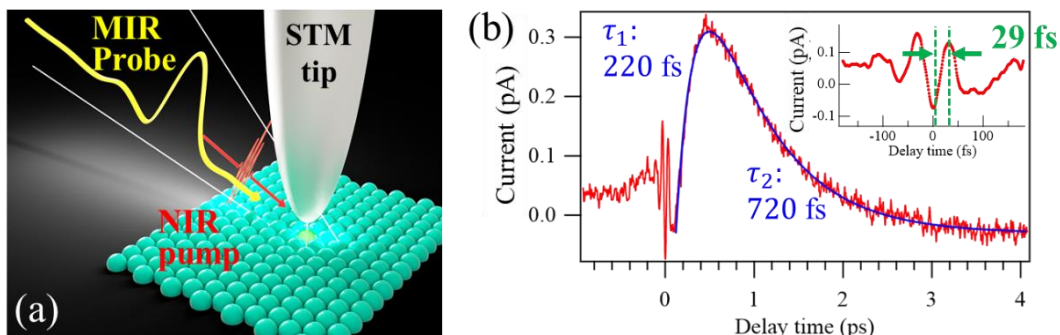 MIR
Probe
STM
tip
NIR
pump
(a)
(b)
Current (pA)
0.3
0.2
0.1
0.0
τ₁:
220 fs
τ₂:
720 fs
0 1 2 3 4
Delay time (ps)
Current (pA)
0.1
0.0
-0.1
-100 0 100
Delay time (fs)
29 fs